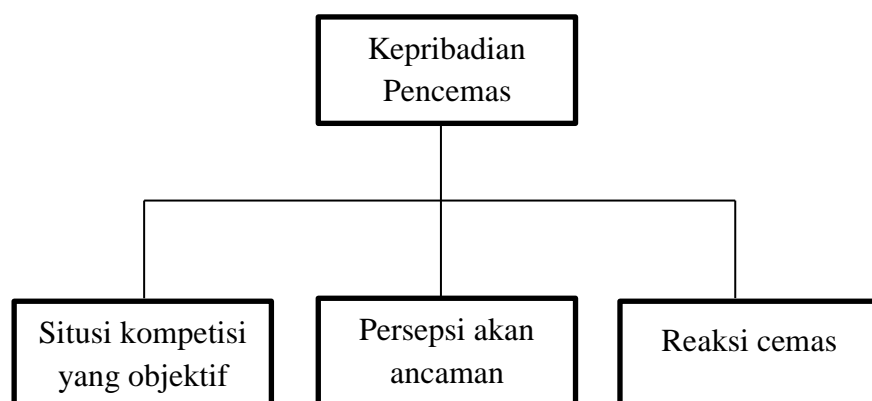 Kepribadian
Pencemas
Situsi kompetisi
yang objektif
Persepsi akan
ancaman
Reaksi cemas